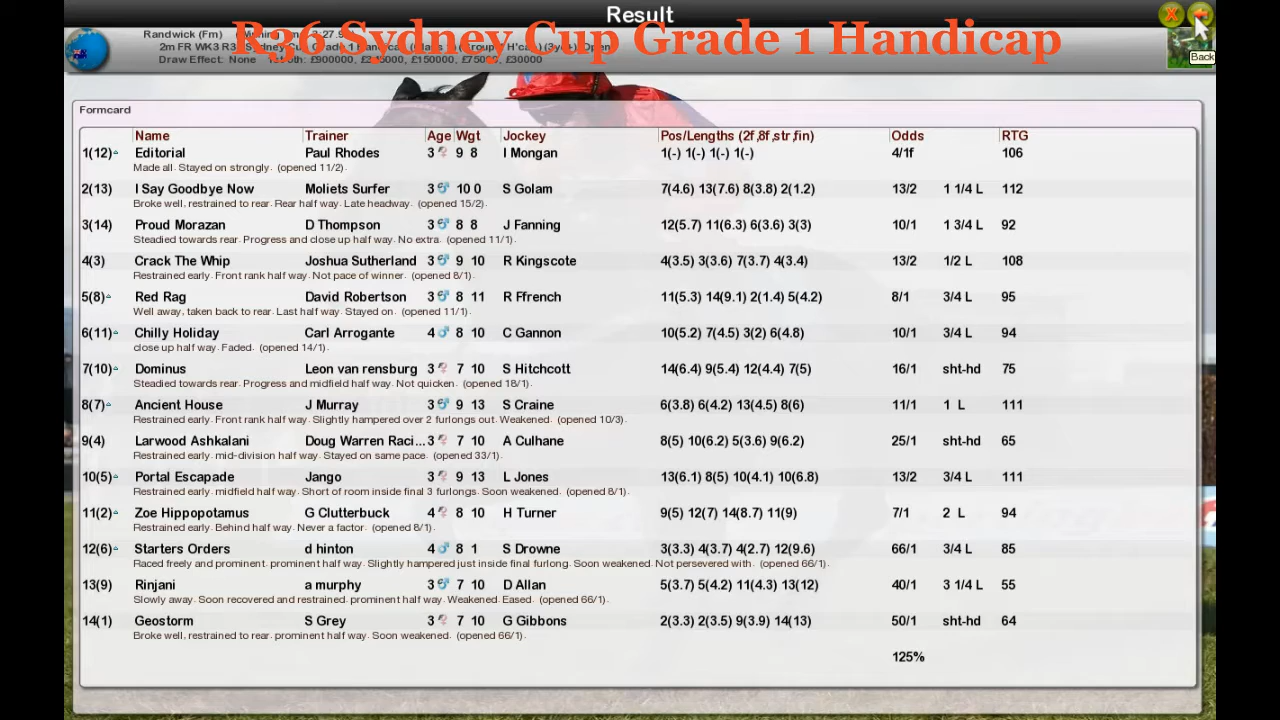 Result
R36 Sydney Cup Grade 1 Handicap
Randwick (Fm)
Draw Effect: None
Back
Formcard
Name Trainer Age Wgt Jockey Pos/Lengths (2f,8f,str,fin) Odds RTG
1(12) Editorial Paul Rhodes 3 9 8 I Mongan 1(-) 1(-) 1(-) 1(-) 4/1f 106
Made all. Stayed on strongly. (opened 11/2).
2(13) I Say Goodbye Now Moliets Surfer 3 10 0 S Golam 7(4.6) 13(7.6) 8(3.8) 2(1.2) 13/2 1 1/4 L 112
Broke well, restrained to rear. Rear half way. Late headway. (opened 15/2).
3(14) Proud Morazan D Thompson 3 8 8 J Fanning 12(5.7) 11(6.3) 6(3.6) 3(3) 10/1 1 3/4 L 92
Steadied towards rear. Progress and close up half way. No extra. (opened 11/1).
4(3) Crack The Whip Joshua Sutherland 3 9 10 R Kingscote 4(3.5) 3(3.6) 7(3.7) 4(3.4) 13/2 1/2 L 108
Restrained early. Front rank half way. Not pace of winner. (opened 8/1).
5(8) Red Rag David Robertson 3 8 11 R Ffrench 11(5.3) 14(9.1) 2(1.4) 5(4.2) 8/1 3/4 L 95
Well away, taken back to rear. Last half way. Stayed on. (opened 11/1).
6(11) Chilly Holiday Carl Arrogante 4 8 10 C Gannon 10(5.2) 7(4.5) 3(2) 6(4.8) 10/1 3/4 L 94
close up half way. Faded. (opened 14/1).
7(10) Dominus Leon van rensburg 3 7 10 S Hitchcott 14(6.4) 9(5.4) 12(4.4) 7(5) 16/1 sht-hd 75
Steadied towards rear. Progress and midfield half way. Not quicken. (opened 18/1).
8(7) Ancient House J Murray 3 9 13 S Craine 6(3.8) 6(4.2) 13(4.5) 8(6) 11/1 1 L 111
Restrained early. Front rank half way. Slightly hampered over 2 furlongs out. Weakened. (opened 10/3).
9(4) Larwood Ashkalani Doug Warren Raci... 3 7 10 A Culhane 8(5) 10(6.2) 5(3.6) 9(6.2) 25/1 sht-hd 65
Restrained early. mid-division half way. Stayed on same pace. (opened 33/1).
10(5) Portal Escapade Jango 3 9 13 L Jones 13(6.1) 8(5) 10(4.1) 10(6.8) 13/2 3/4 L 111
Restrained early. midfield half way. Short of room inside final 3 furlongs. Soon weakened. (opened 8/1).
11(2) Zoe Hippopotamus G Clutterbuck 4 8 10 H Turner 9(5) 12(7) 14(8.7) 11(9) 7/1 2 L 94
Restrained early. Behind half way. Never a factor. (opened 8/1).
12(6) Starters Orders d hinton 4 8 1 S Drowne 3(3.3) 4(3.7) 4(2.7) 12(9.6) 66/1 3/4 L 85
Raced freely and prominent. prominent half way. Slightly hampered just inside final furlong. Soon weakened. Not persevered with. (opened 66/1).
13(9) Rinjani a murphy 3 7 10 D Allan 5(3.7) 5(4.2) 11(4.3) 13(12) 40/1 3 1/4 L 55
Slowly away. Soon recovered and restrained. prominent half way. Weakened. Eased. (opened 66/1).
14(1) Geostorm S Grey 3 7 10 G Gibbons 2(3.3) 2(3.5) 9(3.9) 14(13) 50/1 sht-hd 64
Broke well, restrained to rear. prominent half way. Soon weakened. (opened 66/1).
125%